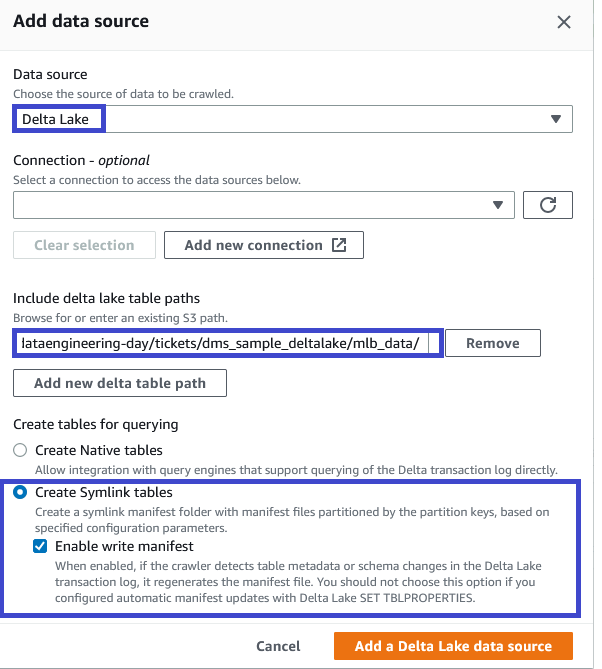 Add data source
Data source
Choose the source of data to be crawled.
Delta Lake
Connection - optional
Select a connection to access the data sources below.
Clear selection
Add new connection
Include delta lake table paths
Browse for or enter an existing S3 path.
lataengineering-day/tickets/dms_sample_deltalake/mlb_data/
Remove
Add new delta table path
Create tables for querying
Create Native tables
Allow integration with query engines that support querying of the Delta transaction log directly.
Create Symlink tables
Create a symlink manifest folder with manifest files partitioned by the partition keys, based on
specified configuration parameters.
Enable write manifest
When enabled, if the crawler detects table metadata or schema changes in the Delta Lake
transaction log, it regenerates the manifest file. You should not choose this option if you
configured automatic manifest updates with Delta Lake SET TBLPROPERTIES.
Cancel
Add a Delta Lake data source